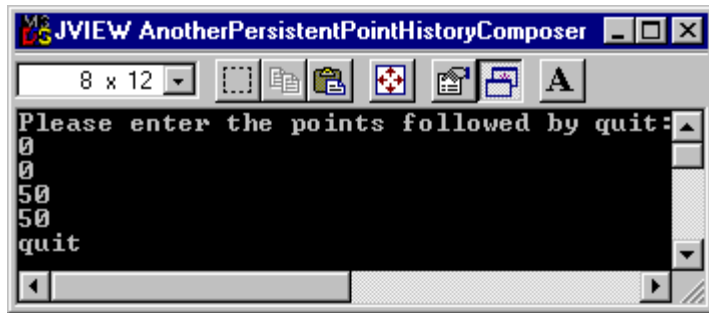 JVIEW AnotherPersistentPointHistoryComposer
8 x 12
A
Please enter the points followed by quit:
0
0
50
50
quit